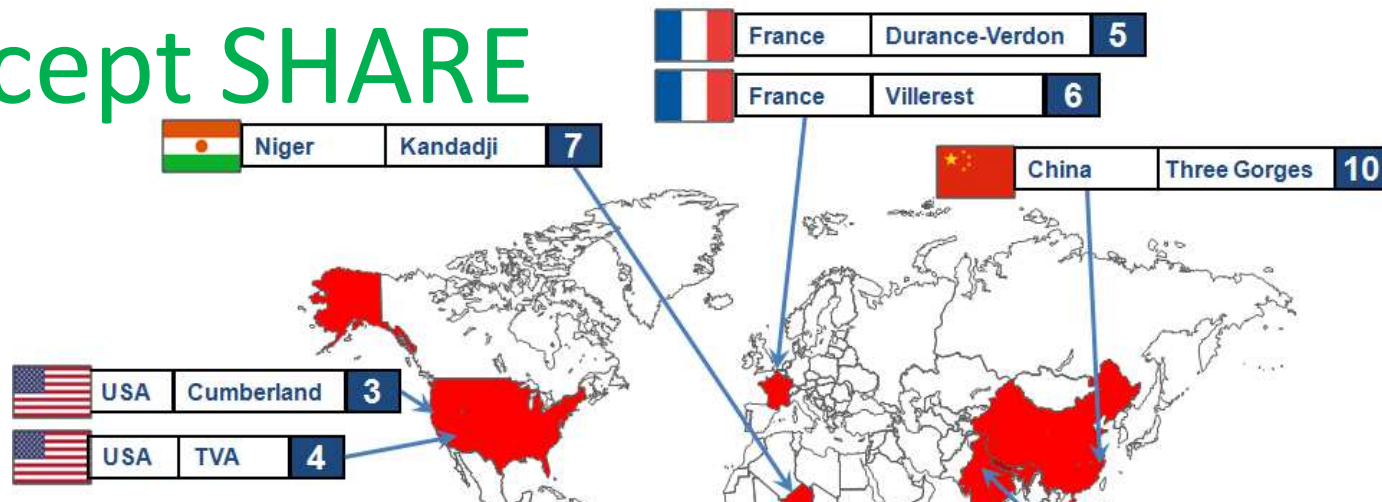 cept SHARE
France Durance-Verdon 5
France Villerest 6
Niger Kandadji 7
China Three Gorges 10
USA Cumberland 3
USA TVA 4